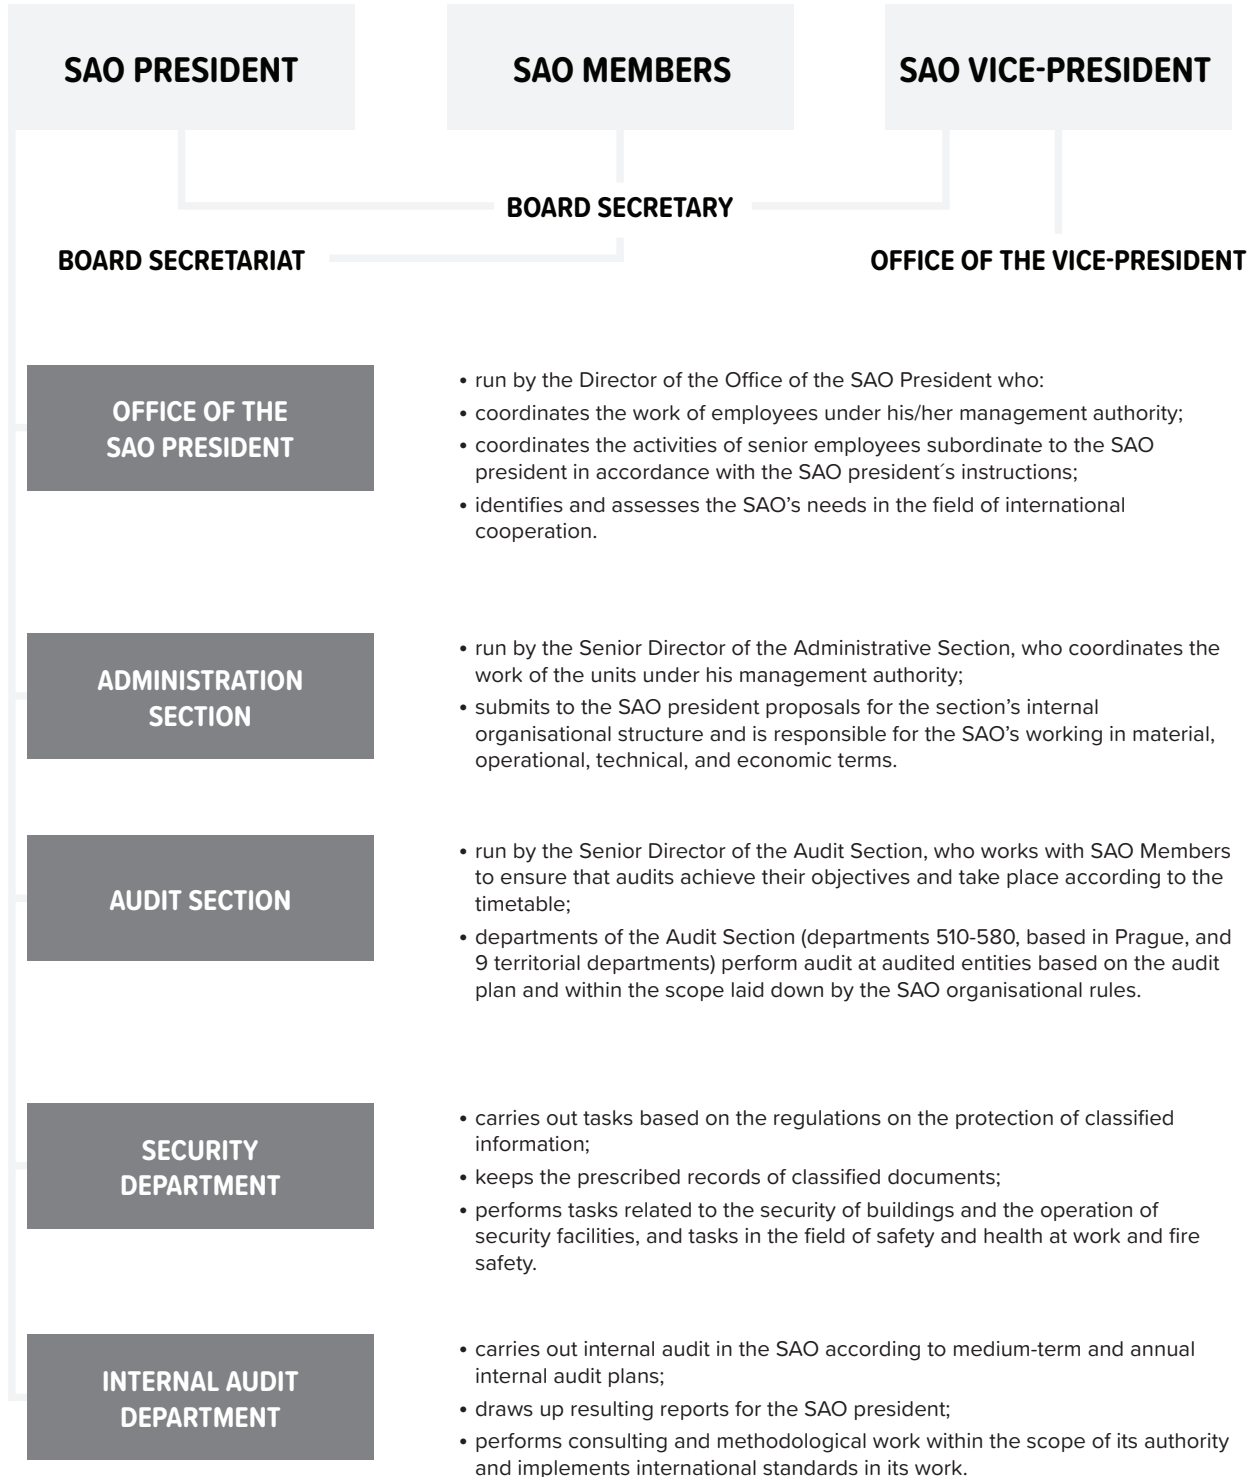 SAO PRESIDENT
SAO MEMBERS
SAO VICE-PRESIDENT
BOARD SECRETARY
BOARD SECRETARIAT
OFFICE OF THE VICE-PRESIDENT
OFFICE OF THE
SAO PRESIDENT
• run by the Director of the Office of the SAO President who:
• coordinates the work of employees under his/her management authority;
• coordinates the activities of senior employees subordinate to the SAO
president in accordance with the SAO president´s instructions;
• identifies and assesses the SAO’s needs in the field of international
cooperation.
ADMINISTRATION
SECTION
• run by the Senior Director of the Administrative Section, who coordinates the
work of the units under his management authority;
• submits to the SAO president proposals for the section’s internal
organisational structure and is responsible for the SAO’s working in material,
operational, technical, and economic terms.
AUDIT SECTION
• run by the Senior Director of the Audit Section, who works with SAO Members
to ensure that audits achieve their objectives and take place according to the
timetable;
• departments of the Audit Section (departments 510-580, based in Prague, and
9 territorial departments) perform audit at audited entities based on the audit
plan and within the scope laid down by the SAO organisational rules.
SECURITY
DEPARTMENT
• carries out tasks based on the regulations on the protection of classified
information;
• keeps the prescribed records of classified documents;
• performs tasks related to the security of buildings and the operation of
security facilities, and tasks in the field of safety and health at work and fire
safety.
INTERNAL AUDIT
DEPARTMENT
• carries out internal audit in the SAO according to medium-term and annual
internal audit plans;
• draws up resulting reports for the SAO president;
• performs consulting and methodological work within the scope of its authority
and implements international standards in its work.